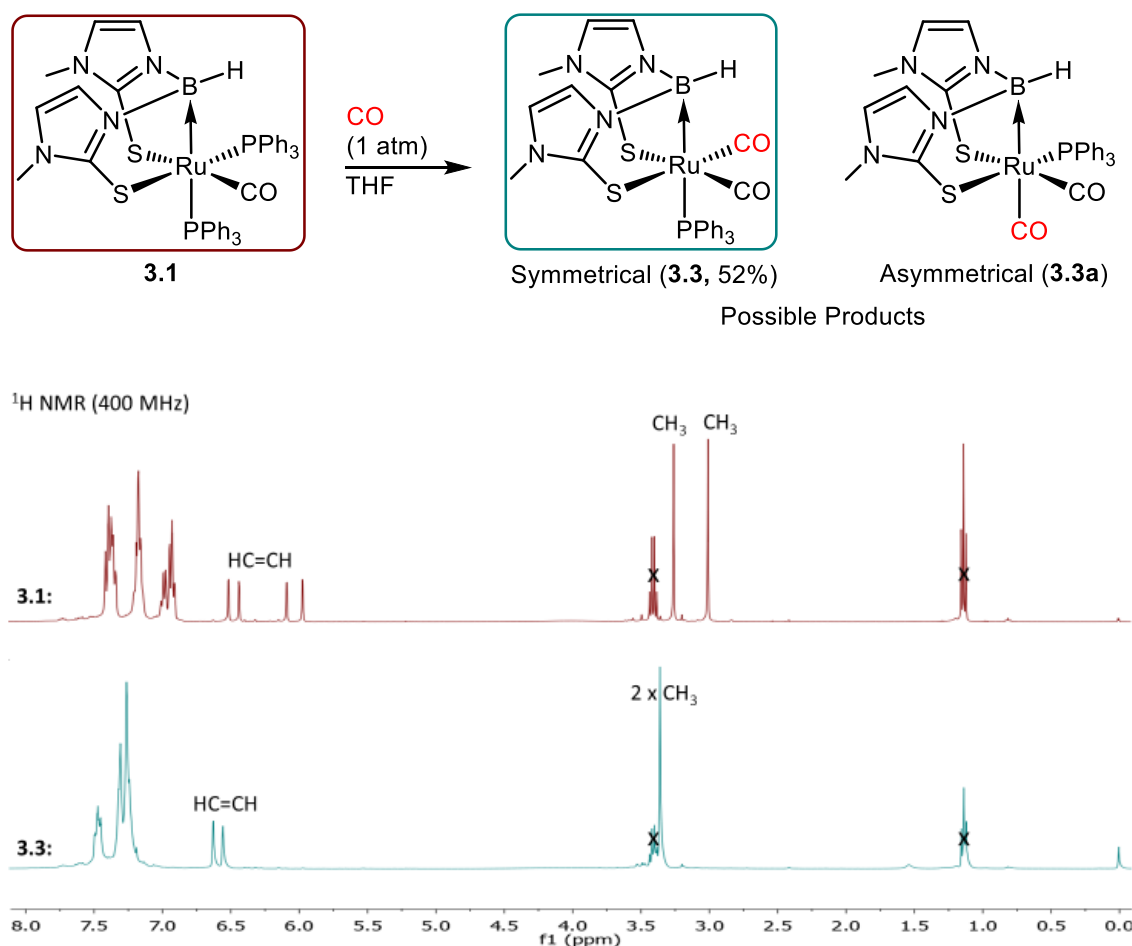 N
N
B
H
N
N
S
S
Ru
PPh3
CO
PPh3
3.1
CO
(1 atm)
THF
N
N
B
H
N
N
S
S
Ru
CO
CO
PPh3
Symmetrical (3.3, 52%)
N
N
B
H
N
N
S
S
Ru
PPh3
CO
CO
Asymmetrical (3.3a)
Possible Products
1H NMR (400 MHz)
CH3 CH3
HC=CH
X X
3.1:
2 x CH3
HC=CH
X X
3.3:
8.0 7.5 7.0 6.5 6.0 5.5 5.0 4.5 4.0 3.5 3.0 2.5 2.0 1.5 1.0 0.5 0.0
f1 (ppm)